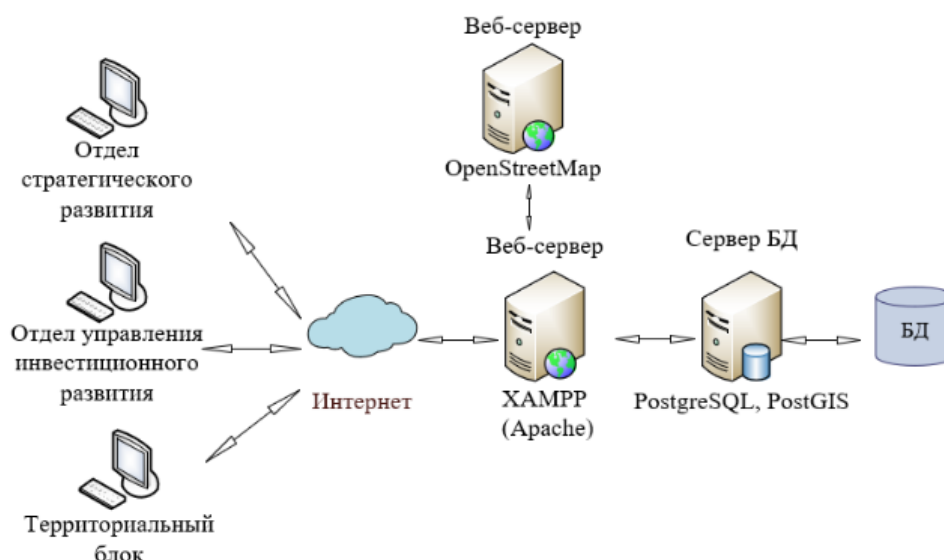 Веб-сервер
OpenStreetMap
Отдел
стратегического
развития
Веб-сервер
Сервер БД
Отдел управления
инвестиционного
развития
Интернет
XAMPP
(Apache)
PostgreSQL, PostGIS
БД
Территориальный
блок